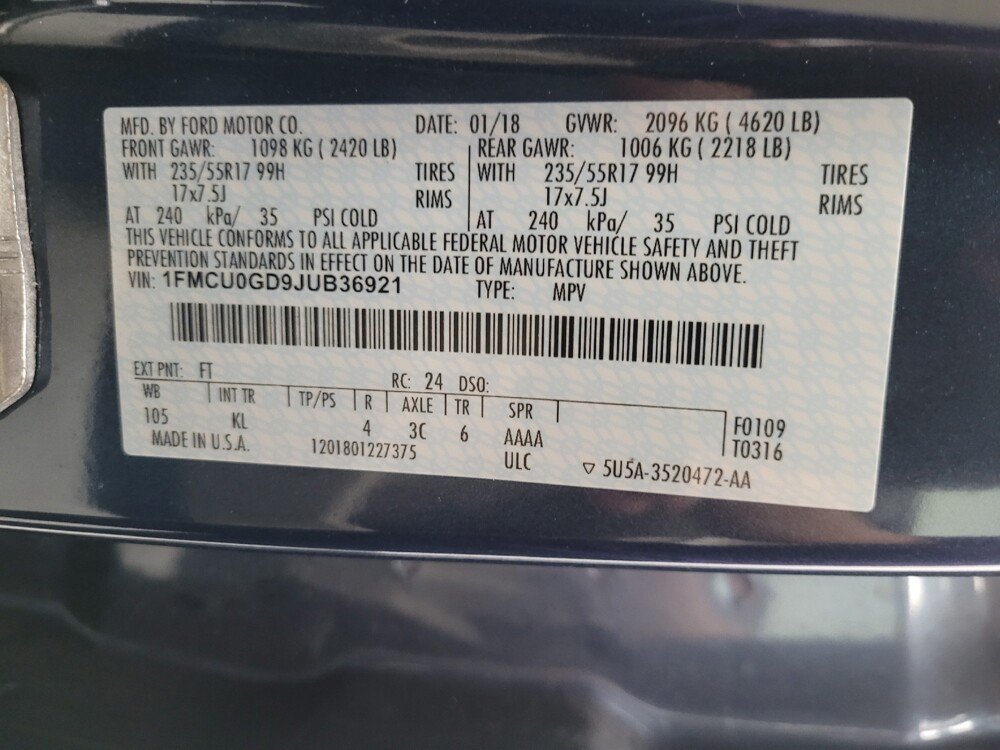 MFD. BY FORD MOTOR CO. DATE: 01/18 GVWR: 2096 KG ( 4620 LB)
FRONT GAWR: 1098 KG ( 2420 LB) REAR GAWR: 1006 KG ( 2218 LB)
WITH 235/55R17 99H TIRES WITH 235/55R17 99H TIRES
17x7.5J RIMS 17x7.5J RIMS
AT 240 kPa/ 35 PSI COLD AT 240 kPa/ 35 PSI COLD
THIS VEHICLE CONFORMS TO ALL APPLICABLE FEDERAL MOTOR VEHICLE SAFETY AND THEFT
PREVENTION STANDARDS IN EFFECT ON THE DATE OF MANUFACTURE SHOWN ABOVE.
VIN: 1FMCU0GD9JUB36921 TYPE: MPV
EXT PNT: FT RC: 24 DSO:
WB INT TR TP/PS R AXLE TR SPR
105 KL 4 3C 6 AAAA F0109
MADE IN U.S.A. 1201801227375 ULC T0316
▽ 5U5A-3520472-AA